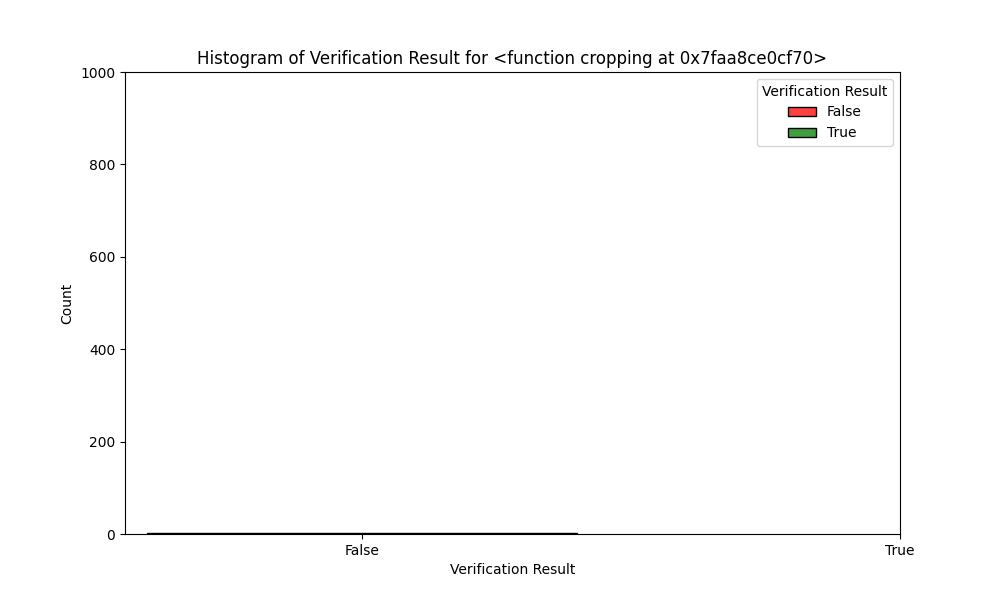 Histogram of Verification Result for <function cropping at 0x7faa8ce0cf70>
1000
800
600
400
200
0
Count
Verification Result
False
True
False
True
Verification Result